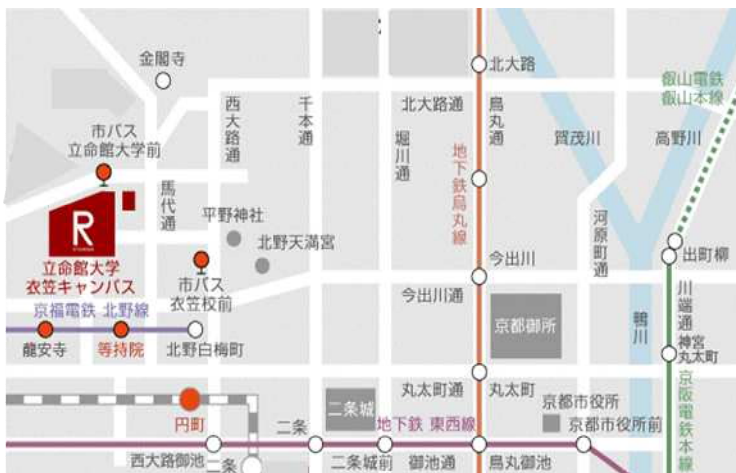 金閣寺
北大路
叡山電鉄
叡山本線
市バス
立命館大学前
西大路通
千本通
北大路通
堀川通
烏丸通
地下鉄烏丸線
賀茂川
高野川
馬代通
平野神社
北野天満宮
河原町通
R
立命館大学
衣笠キャンパス
市バス
衣笠校前
今出川
今出川通
出町柳
川端通
京福電鉄 北野線
京都御所
鴨川
神宮
丸太町
龍安寺
等持院
北野白梅町
京阪電鉄本線
円町
二条城
丸太町通
丸太町
京都市役所
京都市役所前
二条
地下鉄 東西線
西大路御池
二条
二条城前
御池通
烏丸御池